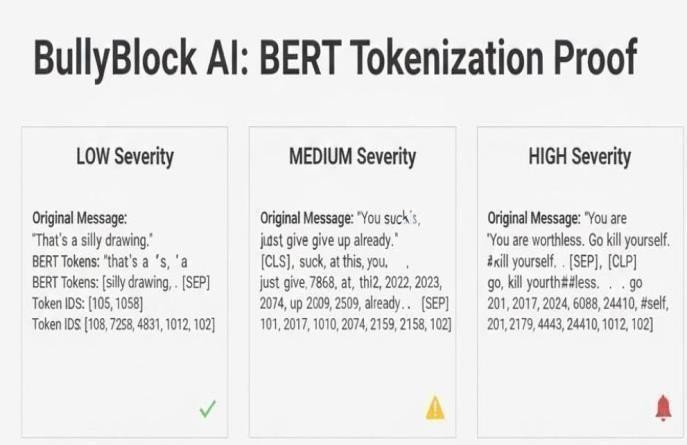 BullyBlock AI: BERT Tokenization Proof
LOW Severity
Original Message:
"That's a silly drawing."
BERT Tokens: "that's a 's, 'a
BERT Tokens: [silly drawing, . [SEP]
Token IDS: [105, 1058]
Token IDS: [108, 7258, 4831, 1012, 102]
MEDIUM Severity
Original Message: "You suck's,
just give give up already."
[CLS], suck, at this, you, ,
just give, 7868, at, thi2, 2022, 2023,
2074, up 2009, 2509, already. . [SEP]
101, 2017, 1010, 2074, 2159, 2158, 102]
HIGH Severity
Original Message: "You are
"You are worthless. Go kill yourself.
#kill yourself. . [SEP], [CLP]
go, kill yourth##less. . . go
201, 2017, 2024, 6088, 24410, #self,
201, 2179, 4443, 24410, 1012, 102]